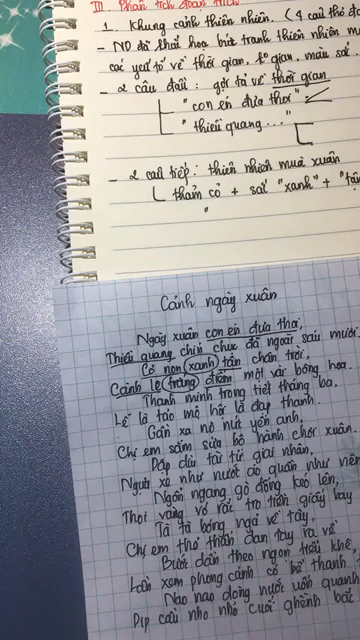 III Phân tích đoạn trích
1. Khung cảnh thiên nhiên. (4 câu thơ đầ
- ND đã khái họa bức tranh thiên nhiên m
các yếu tố về thời gian, ko gian, màu sắc.
- 2 câu đầu: gợi tả về thời gian
"con én đưa thoi"
"thiều quang..."
- 2 câu tiếp: thiên nhiên mùa xuân
thảm cỏ + sắc "xanh" + "tận
"
Cảnh ngày xuân
Ngày xuân con én đưa thoi,
Thiều quang chín chục đã ngoài sáu mươi.
Cỏ non xanh tận chân trời,
Cành lê trắng điểm một vài bông hoa.
Thanh minh trong tiết tháng ba,
Lễ là tảo mộ hội là đạp thanh.
Gần xa nô nức yến anh,
Chị em sắm sửa bộ hành chơi xuân.
Dập dìu tài tử giai nhân,
Ngựa xe như nước áo quần như nêm
Ngổn ngang gò đống kéo lên,
Thoi vàng vó rắc tro tiền giấy bay
Tà tà bóng ngả về tây,
Chị em thơ thẩn dan tay ra về
Bước dần theo ngọn tiểu khê,
Lần xem phong cảnh có bề thanh t
Nao nao dòng nước uốn quanh
Dịp cầu nho nhỏ cuối ghềnh bắt